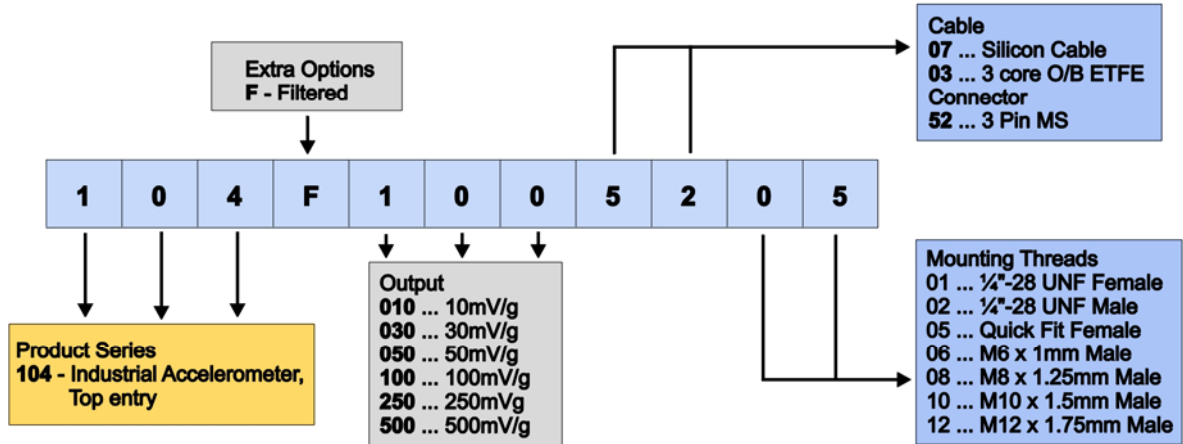 Extra Options
F - Filtered
Cable
07 ... Silicon Cable
03 ... 3 core O/B ETFE
Connector
52 ... 3 Pin MS
1 0 4 F 1 0 0 5 2 0 5
Product Series
104 - Industrial Accelerometer,
Top entry
Output
010 ... 10mV/g
030 ... 30mV/g
050 ... 50mV/g
100 ... 100mV/g
250 ... 250mVg
500 ... 500mV/g
Mounting Threads
01 ... ¼"-28 UNF Female
02 ... ¼"-28 UNF Male
05 ... Quick Fit Female
06 ... M6 x 1mm Male
08 ... M8 x 1.25mm Male
10 ... M10 x 1.5mm Male
12 ... M12 x 1.75mm Male